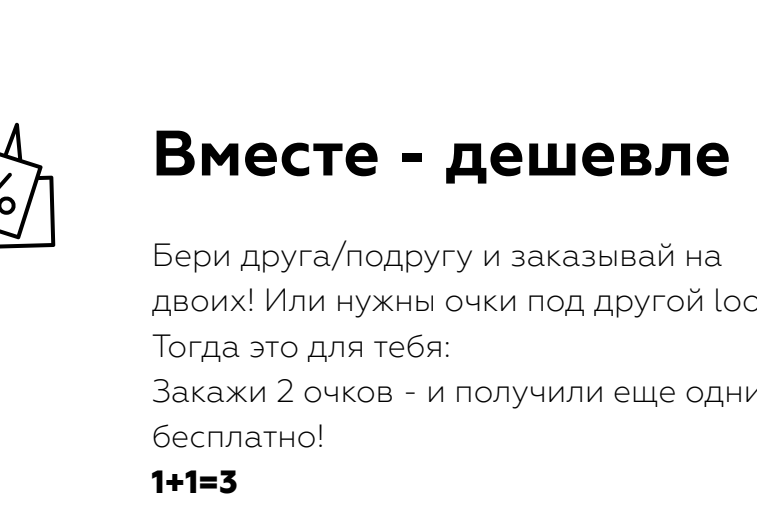 %
Вместе - дешевле
Бери друга/подругу и заказывай на
двоих! Или нужны очки под другой
Тогда это для тебя:
Закажи 2 очков - и получили еще
бесплатно!
1+1=3